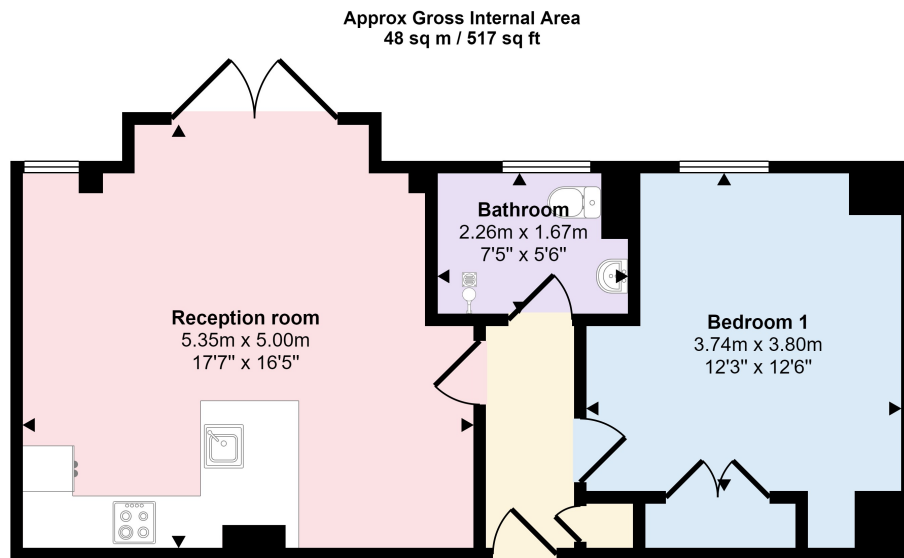 Approx Gross Internal Area
48 sq m / 517 sq ft
Bathroom
2.26m x 1.67m
7'5" x 5'6"
Reception room
5.35m x 5.00m
17'7" x 16'5"
Bedroom 1
3.74m x 3.80m
12'3" x 12'6"